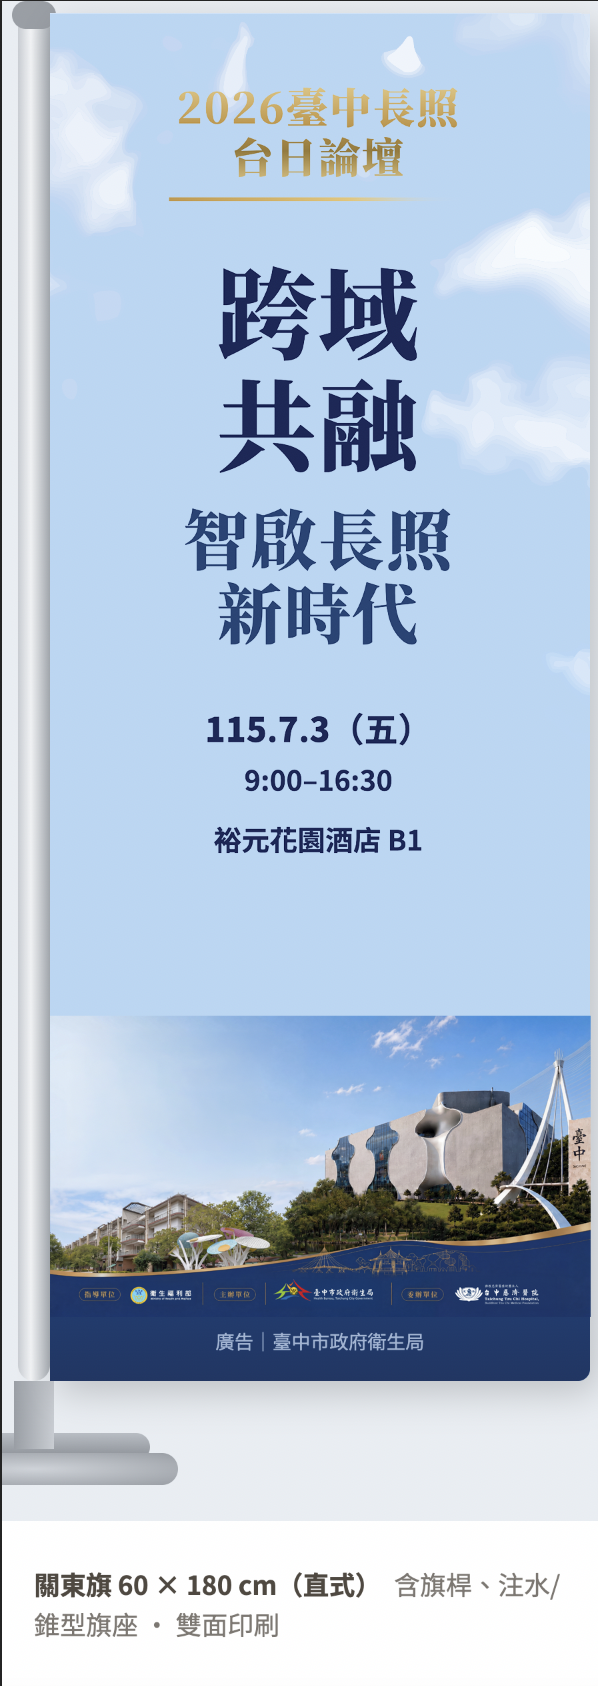 2026臺中長照
台日論壇
跨域
共融
智啟長照
新時代
115.7.3（五）
9:00–16:30
裕元花園酒店 B1
臺中
指導單位
衛生福利部
主辦單位
臺中市政府衛生局
委辦單位
台中慈濟醫院
廣告｜臺中市政府衛生局
關東旗 60 × 180 cm（直式） 含旗桿、注水/
錐型旗座 · 雙面印刷